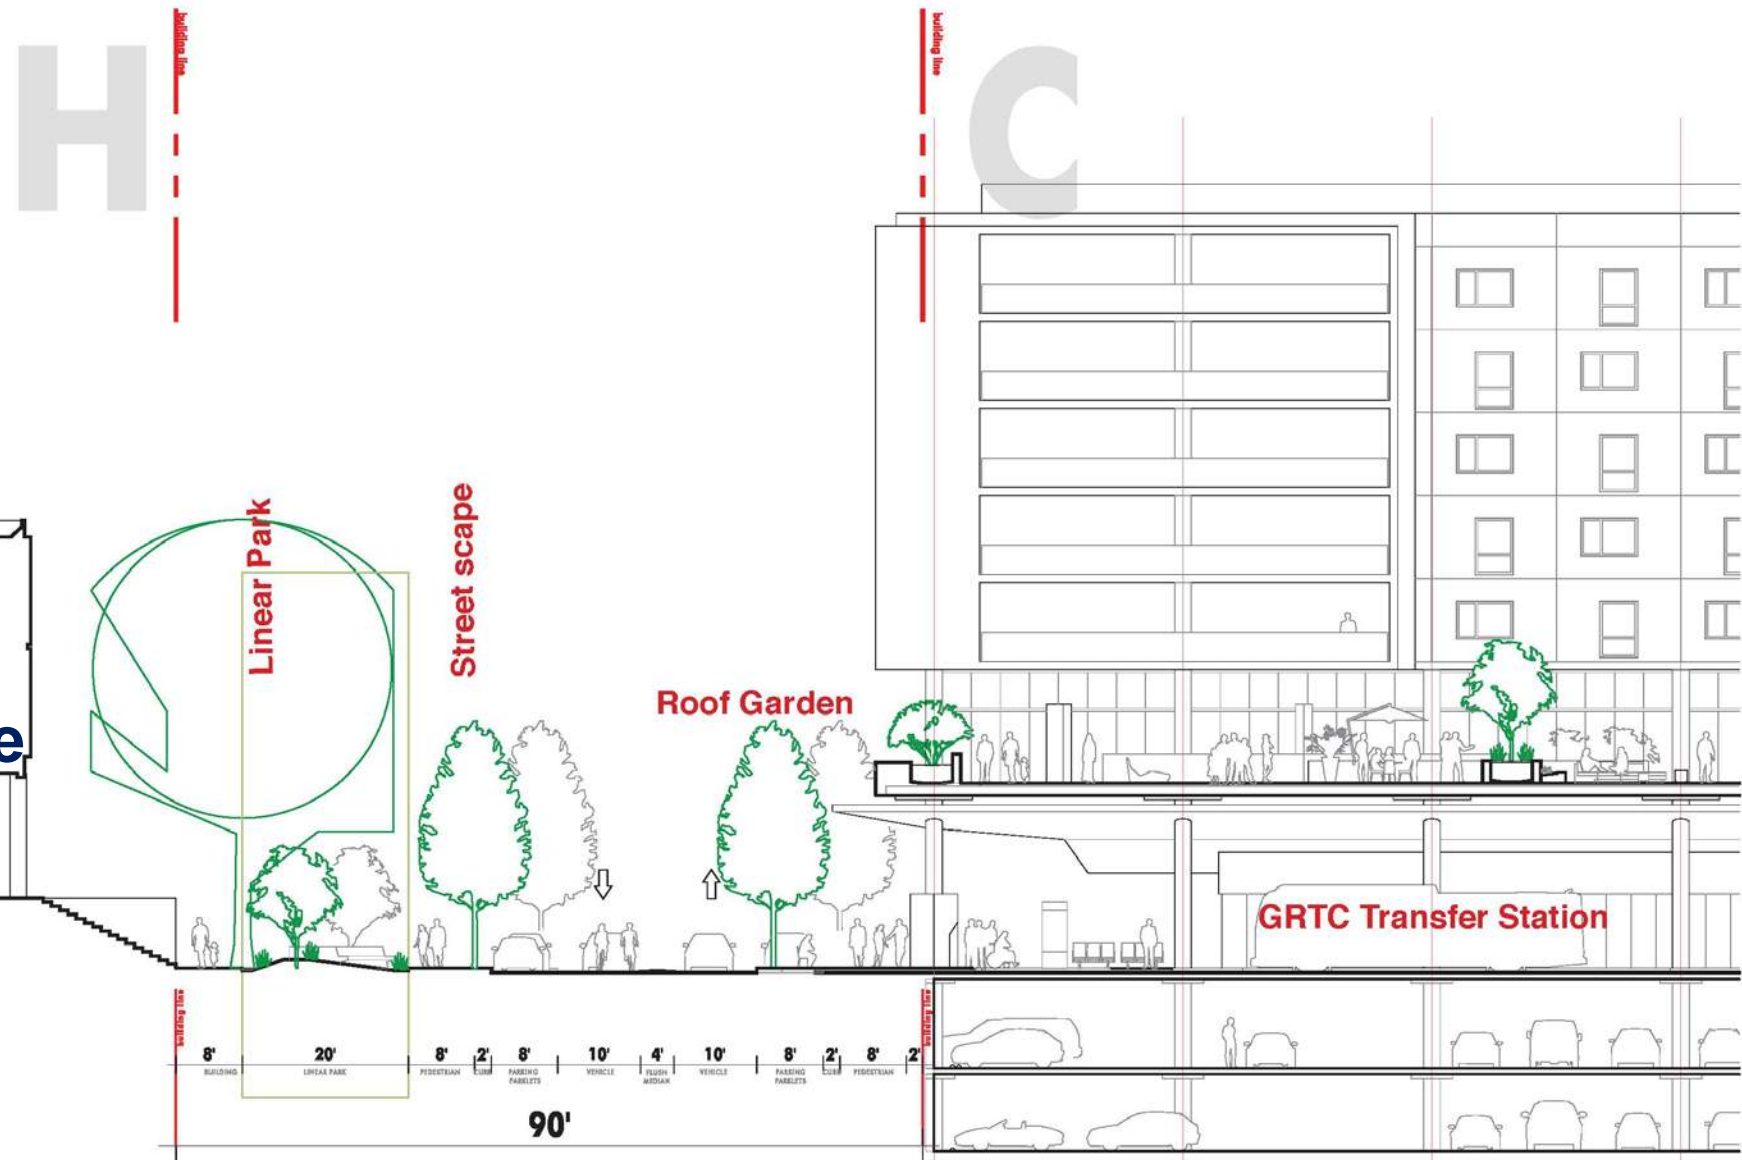 H
building line
building line
C
Linear Park
Street scape
Roof Garden
e
GRTC Transfer Station
building line
building line
8' 20' 8' 2' 8' 10' 4' 10' 8' 2' 8' 2'
BUILDING LINEAR PARK PEDESTRIAN CURB PARKING PARKLETS VEHICLE FLUSH MEDIAN VEHICLE PARKING PARKLETS CURB PEDESTRIAN
90'